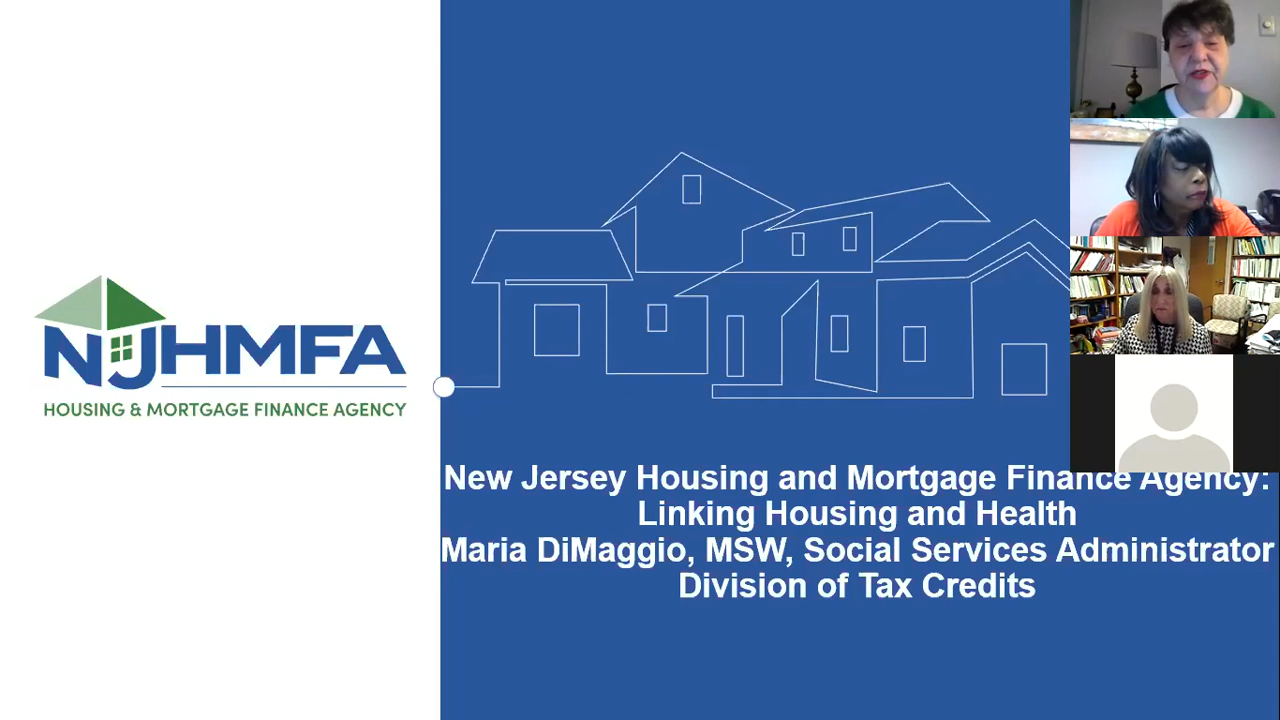 NJHMFA
HOUSING & MORTGAGE FINANCE AGENCY
New Jersey Housing and Mortgage Finance Agency:
Linking Housing and Health
Maria DiMaggio, MSW, Social Services Administrator
Division of Tax Credits